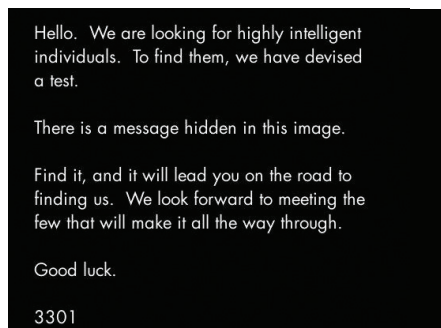 Hello.  We are looking for highly intelligent
individuals.  To find them, we have devised
a test.
There is a message hidden in this image.
Find it, and it will lead you on the road to
finding us.  We look forward to meeting the
few that will make it all the way through.
Good luck.
3301